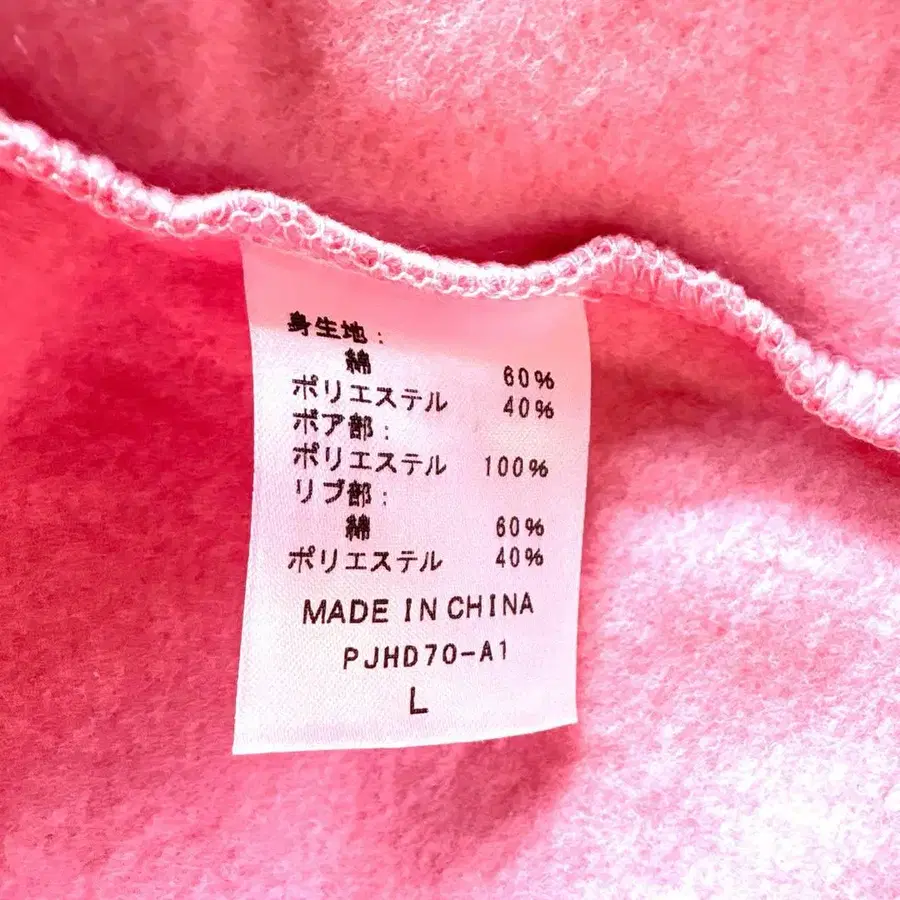 身生地:
綿 60%
ポリエステル 40%
ボア部:
ポリエステル 100%
リブ部:
綿 60%
ポリエステル 40%
MADE IN CHINA
PJHD70-A1
L